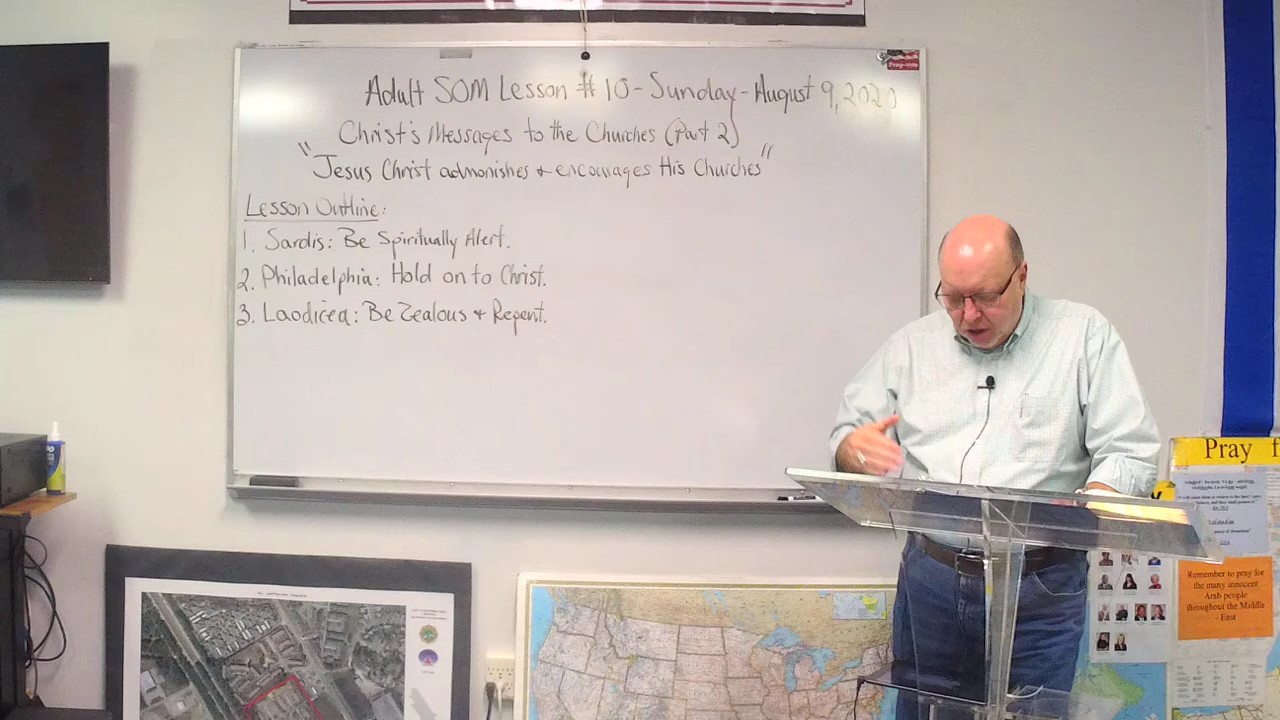 Adult SOM Lesson # 10 - Sunday - August 9, 2020
Christ's Messages to the Churches (Part 2)
"Jesus Christ admonishes & encourages His Churches"
Lesson Outline:
1. Sardis: Be Spiritually Alert.
2. Philadelphia: Hold on to Christ.
3. Laodicea: Be Zealous & Repent.
Pray f
Remember to pray for
the many innocent
Arab people
throughout the Middle
- East